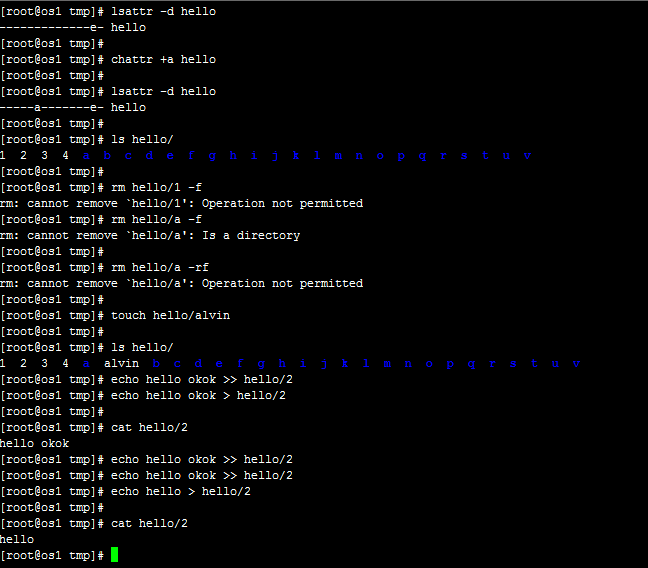 [root@os1 tmp]# lsattr -d hello
-------------e- hello
[root@os1 tmp]#
[root@os1 tmp]# chattr +a hello
[root@os1 tmp]#
[root@os1 tmp]# lsattr -d hello
-----a-------e- hello
[root@os1 tmp]#
[root@os1 tmp]# ls hello/
1 2 3 4 a b c d e f g h i j k l m n o p q r s t u v
[root@os1 tmp]#
[root@os1 tmp]# rm hello/1 -f
rm: cannot remove `hello/1': Operation not permitted
[root@os1 tmp]# rm hello/a -f
rm: cannot remove `hello/a': Is a directory
[root@os1 tmp]#
[root@os1 tmp]# rm hello/a -rf
rm: cannot remove `hello/a': Operation not permitted
[root@os1 tmp]#
[root@os1 tmp]# touch hello/alvin
[root@os1 tmp]#
[root@os1 tmp]# ls hello/
1 2 3 4 a alvin b c d e f g h i j k l m n o p q r s t u v
[root@os1 tmp]# echo hello okok >> hello/2
[root@os1 tmp]# echo hello okok > hello/2
[root@os1 tmp]#
[root@os1 tmp]# cat hello/2
hello okok
[root@os1 tmp]# echo hello okok >> hello/2
[root@os1 tmp]# echo hello okok >> hello/2
[root@os1 tmp]# echo hello > hello/2
[root@os1 tmp]#
[root@os1 tmp]# cat hello/2
hello
[root@os1 tmp]#